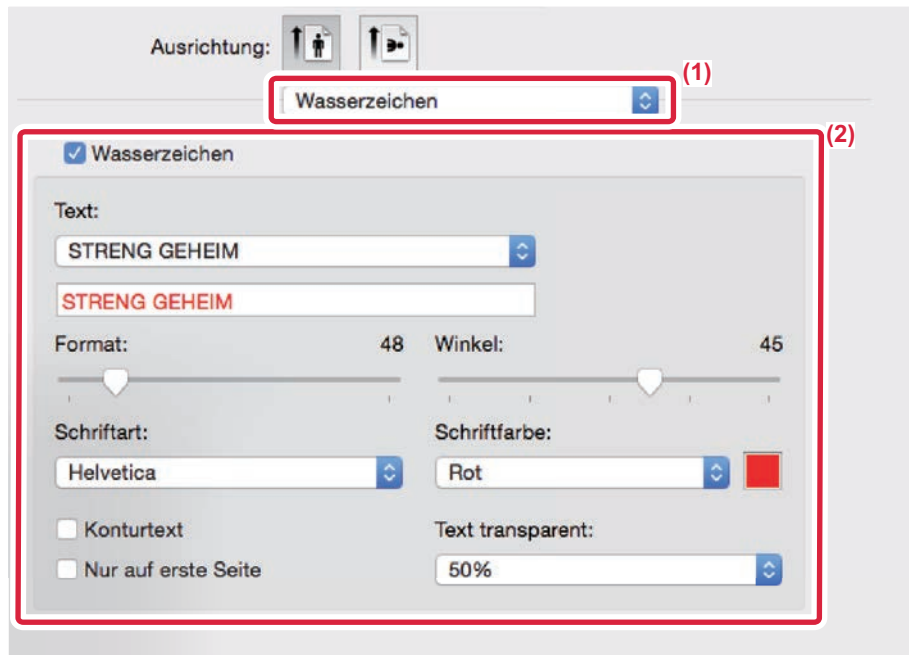 Ausrichtung:
(1)
Wasserzeichen
(2)
Wasserzeichen
Text:
STRENG GEHEIM
STRENG GEHEIM
Format: 48 Winkel: 45
Schriftart: Schriftfarbe:
Helvetica Rot
Konturtext Text transparent:
Nur auf erste Seite 50%